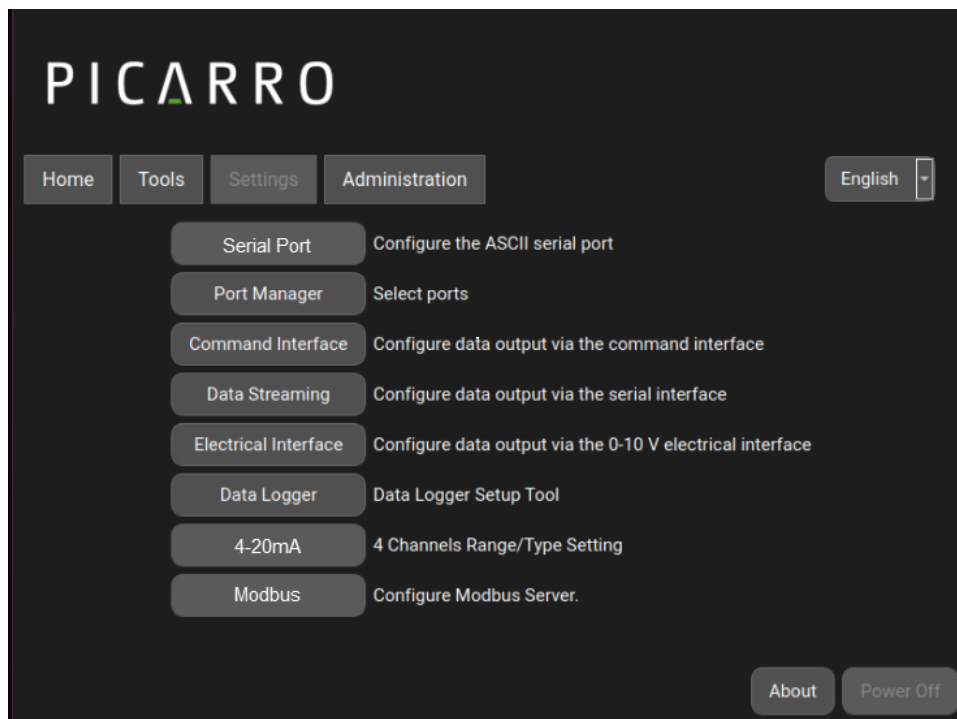 PICARRO
Home Tools Settings Administration English
Serial Port Configure the ASCII serial port
Port Manager Select ports
Command Interface Configure data output via the command interface
Data Streaming Configure data output via the serial interface
Electrical Interface Configure data output via the 0-10 V electrical interface
Data Logger Data Logger Setup Tool
4-20mA 4 Channels Range/Type Setting
Modbus Configure Modbus Server.
About Power Off